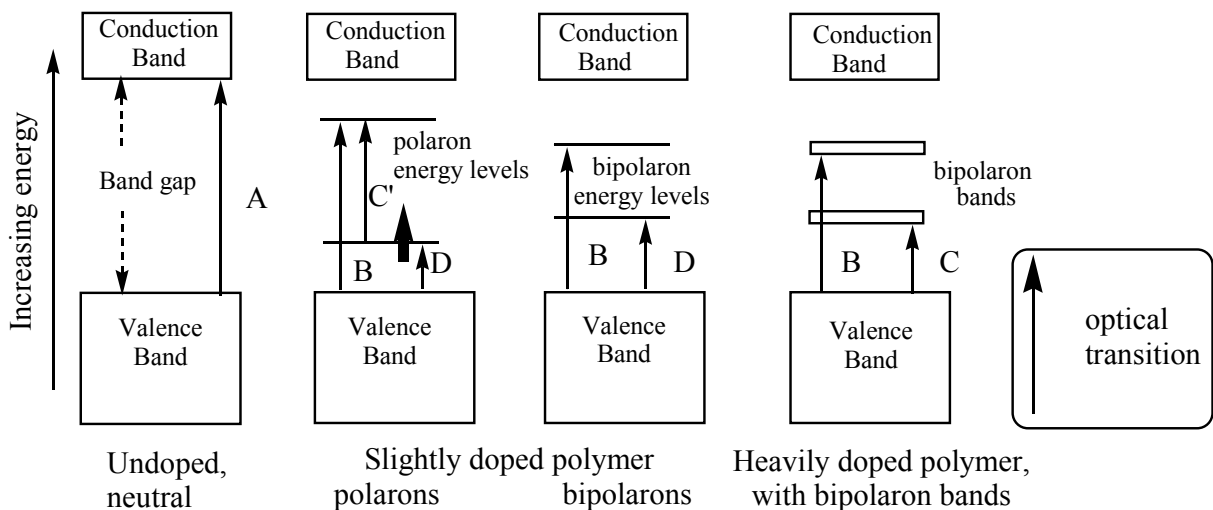 Increasing energy
Conduction
Band
Band gap
A
Valence
Band
Undoped,
neutral
Conduction
Band
polaron
energy levels
C'
B
D
Valence
Band
Conduction
Band
bipolaron
energy levels
B
D
Valence
Band
Slightly doped polymer
polarons
bipolarons
Conduction
Band
bipolaron
bands
B
C
Valence
Band
Heavily doped polymer,
with bipolaron bands
optical
transition